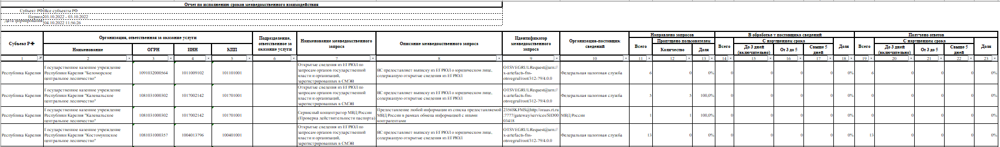 Отчет по исполнению сроков межведомственного взаимодействия
Субъект РФ Все субъекты РФ
Период 03.10.2022 - 03.10.2022
Дата формирования 04.10.2022 11:56:26
Субъект РФ
Организация, ответственная за оказание услуги
Наименование
ОГРН
ИНН
КПП
Подразделение,
ответственное за
оказание услуги
Наименование межведомственного
запроса
Описание межведомственного запроса
Идентификатор
межведомственного
запроса
Организация-поставщик
сведений
Направлено запросов
Всего
Пропущено пользователем
Количество
Доля
В обработке у поставщика сведений
Всего
С нарушением срока
До 3 дней
(включительно)
От 3 до 5
Свыше 5
дней
Доля
Получено ответов
Всего
С нарушением срока
До 3 дней
(включительно)
От 3 до 5
Свыше 5
дней
Доля
1 2 3 4 5 6 7 8 9 10 11 12 13 14 15 16 17 18 19 20 21 22 23
Республика Карелия
Государственное казенное учреждение
Республики Карелия "Беломорское
центральное лесничество"
1091032000564
1011009102
101101001
Открытые сведения из ЕГРЮЛ по
запросам органов государственной
власти и организаций,
зарегистрированных в СМЭВ
ВС предоставляет выписку из ЕГРЮЛ о юридическом лице,
содержащую открытые сведения из ЕГРЮЛ
OTSVEGRULRequest@urn://
x-artefacts-fns-
otsvegrul/root/312-79/4.0.0
Федеральная налоговая служба
6 0 0% 0 0 0 0 0% 6 0 0 0 0%
Республика Карелия
Государственное казенное учреждение
Республики Карелия "Калевальское
центральное лесничество"
1081031000302
1017002142
101701001
Открытые сведения из ЕГРЮЛ по
запросам органов государственной
власти и организаций,
зарегистрированных в СМЭВ
ВС предоставляет выписку из ЕГРЮЛ о юридическом лице,
содержащую открытые сведения из ЕГРЮЛ
OTSVEGRULRequest@urn://
x-artefacts-fns-
otsvegrul/root/312-79/4.0.0
Федеральная налоговая служба
5 5 100,0% 0 0 0 0 0% 0 0 0 0 0%
Республика Карелия
Государственное казенное учреждение
Республики Карелия "Калевальское
центральное лесничество"
1081031000302
1017002142
101701001
Сервисный концентратор МВД России
(Проверка действительности паспорта)
Предоставление любой информации из списка предоставляемой
МВД России в рамках обмена информацией с иными
контрагентами
2356SKFMS@http://oraas.rt.ru
:7777/gateway/services/SID00
03418
МВД России
1 1 100,0% 0 0 0 0 0% 0 0 0 0 0%
Республика Карелия
Государственное казенное учреждение
Республики Карелия "Костомукшское
центральное лесничество"
1081031000357
1004013796
100401001
Открытые сведения из ЕГРЮЛ по
запросам органов государственной
власти и организаций,
зарегистрированных в СМЭВ
ВС предоставляет выписку из ЕГРЮЛ о юридическом лице,
содержащую открытые сведения из ЕГРЮЛ
OTSVEGRULRequest@urn://
x-artefacts-fns-
otsvegrul/root/312-79/4.0.0
Федеральная налоговая служба
13 0 0% 0 0 0 0 0% 13 0 0 0 0%